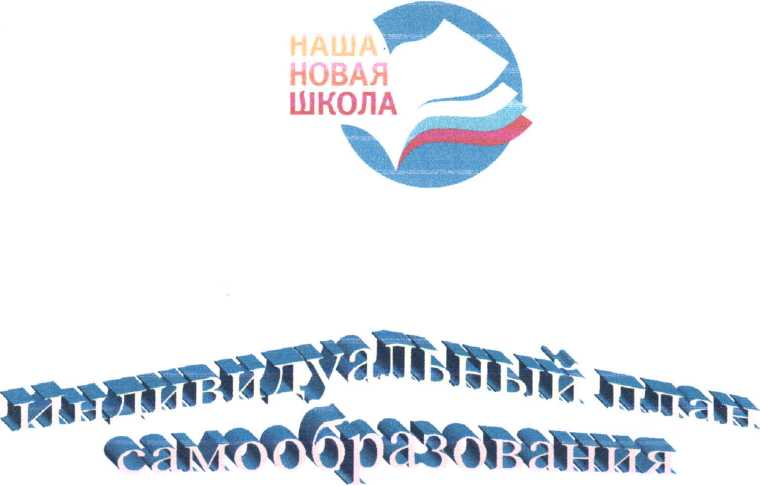 НАША
НОВАЯ
ШКОЛА
Индивидуальный план
самообразования